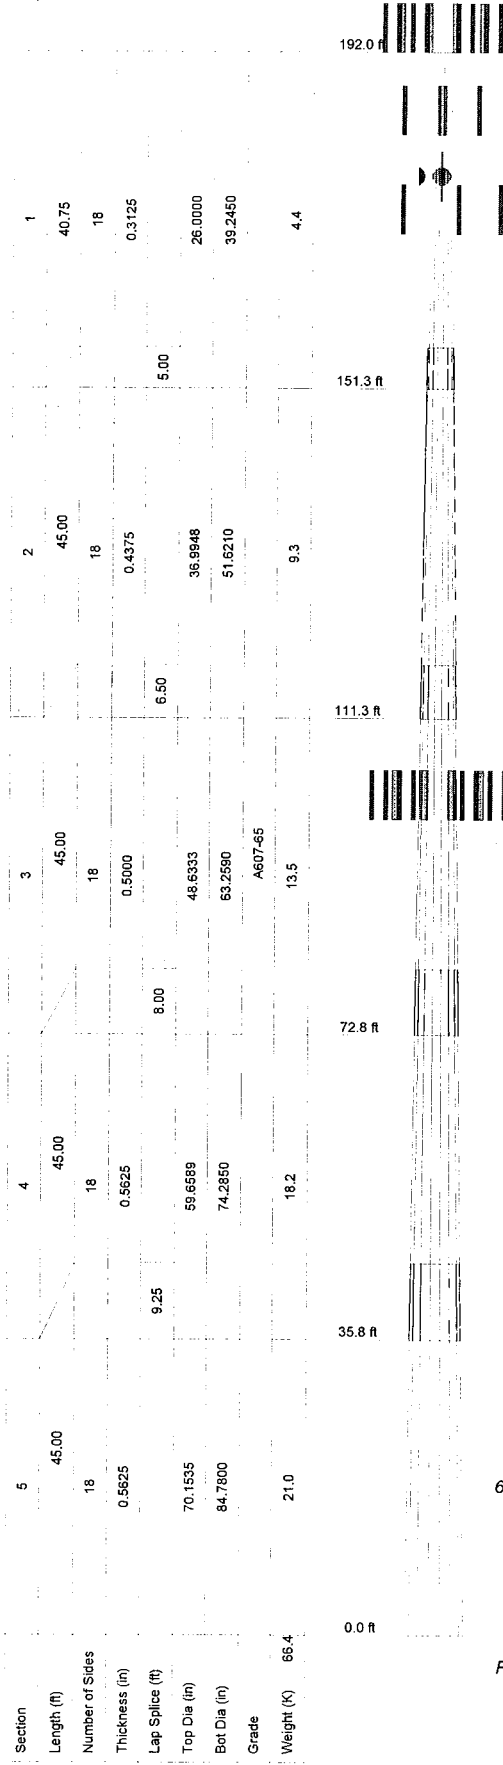 Section 5 4 3 2 1
Length (ft) 45.00 45.00 45.00 45.00 40.75
Number of Sides 18 18 18 18 18
Thickness (in) 0.5625 0.5625 0.5000 0.4375 0.3125
Lap Splice (ft) 9.25 8.00 6.50 5.00
Top Dia (in) 70.1535 59.6589 48.6333 36.9948 26.0000
Bot Dia (in) 84.7800 74.2850 63.2590 51.6210 39.2450
Grade A607-65
Weight (K) 66.4 21.0 18.2 13.5 9.3 4.4
192.0 ft
151.3 ft
111.3 ft
72.8 ft
35.8 ft
0.0 ft
6
F